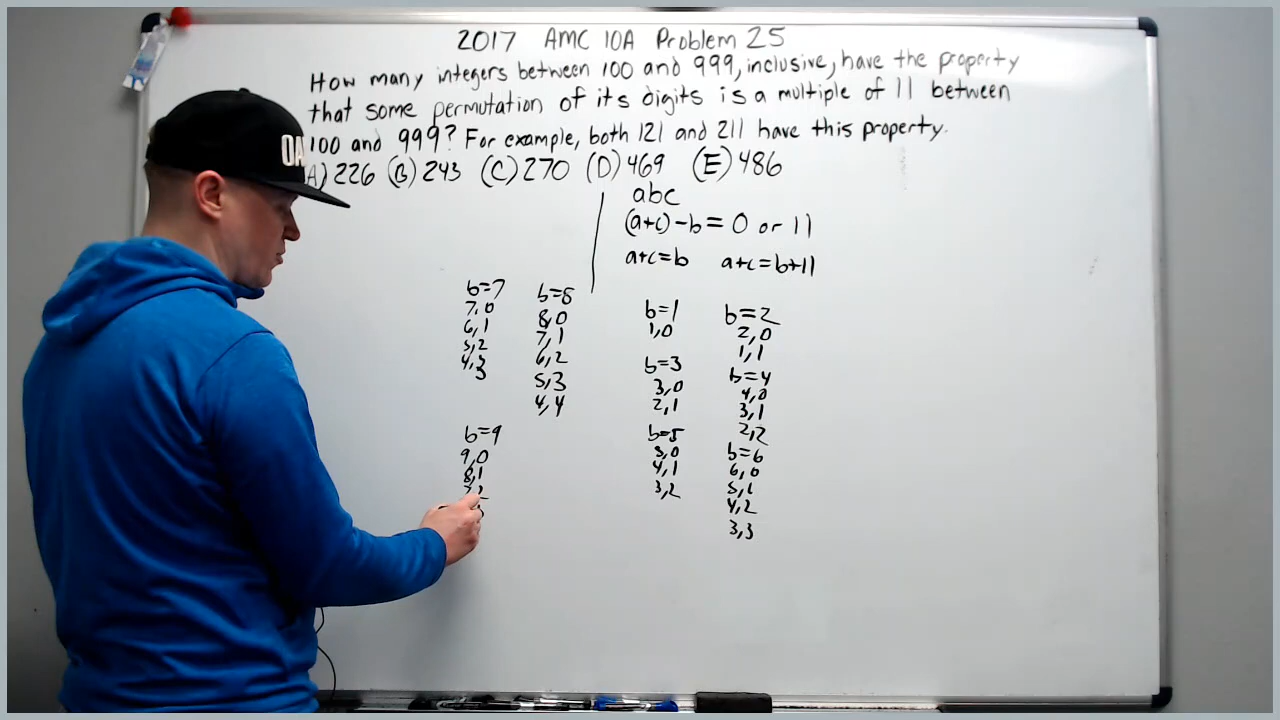 2017 AMC 10A Problem 25
How many integers between 100 and 999, inclusive, have the property
that some permutation of its digits is a multiple of 11 between
100 and 999? For example, both 121 and 211 have this property.
A) 226 (B) 243 (C) 270 (D) 469 (E) 486
abc
(a+c)-b=0 or 11
a+c=b a+c=b+11
b=7
7,0
6,1
5,2
4,3
b=8
8,0
7,1
6,2
5,3
4,4
b=9
9,0
8,1
b=1
1,0
b=3
3,0
2,1
b=5
5,0
4,1
3,2
b=2
2,0
1,1
b=4
4,0
3,1
2,2
b=6
6,0
5,1
4,2
3,3
OA